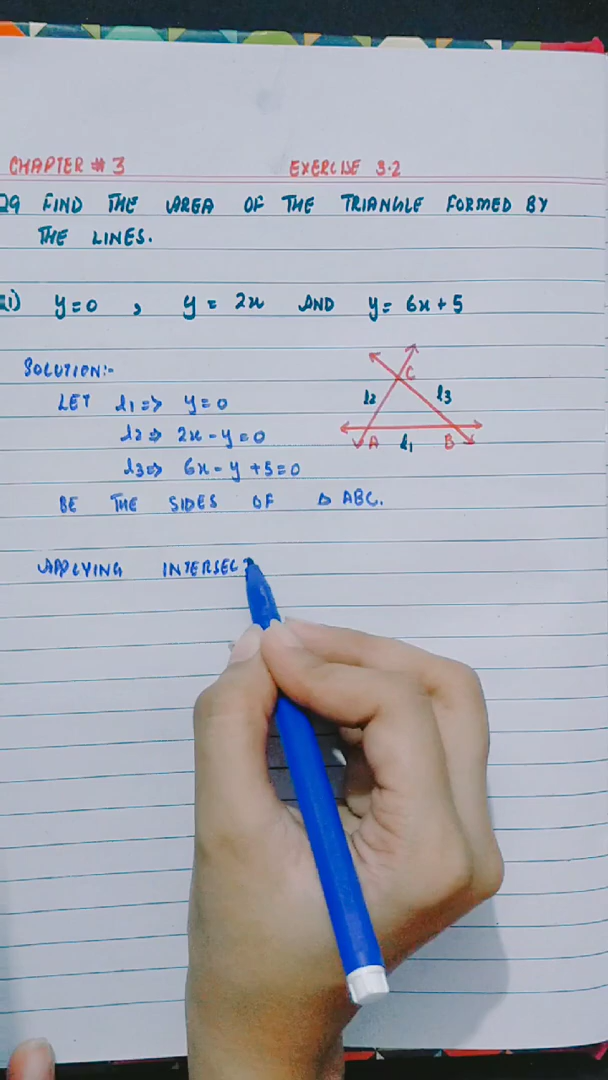 CHAPTER # 3 EXERCISE 3.2
29 FIND THE AREA OF THE TRIANGLE FORMED BY
THE LINES.
i) y=0 , y = 2x AND y= 6x+5
SOLUTION:-
LET l1=> y=0
l2=> 2x-y=0
l3=> 6x-y+5=0
BE THE SIDES OF △ ABC.
C
l2 l3
A l1 B
APPLYING INTERSECT